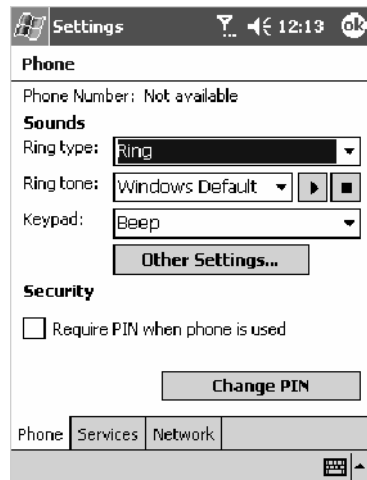 Settings 12:13 ok
Phone
Phone Number: Not available
Sounds
Ring type: Ring
Ring tone: Windows Default
Keypad: Beep
Other Settings...
Security
Require PIN when phone is used
Change PIN
Phone Services Network